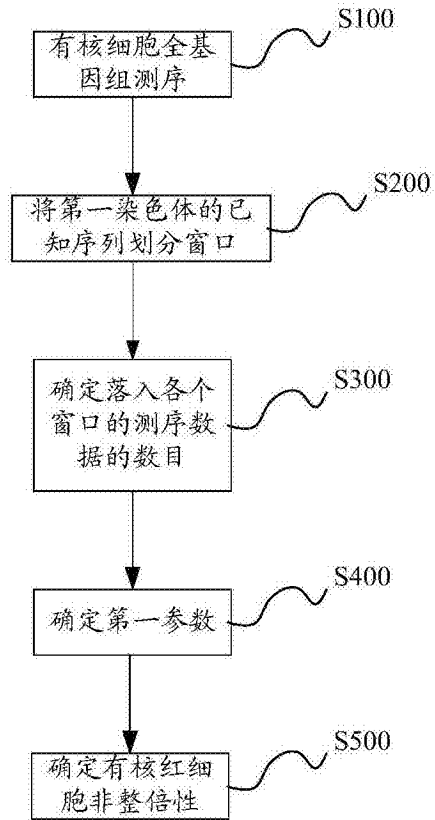 S100
有核细胞全基
因组测序
S200
将第一染色体的已
知序列划分窗口
S300
确定落入各个
窗口的测序数
据的数目
S400
确定第一参数
S500
确定有核红细
胞非整倍性